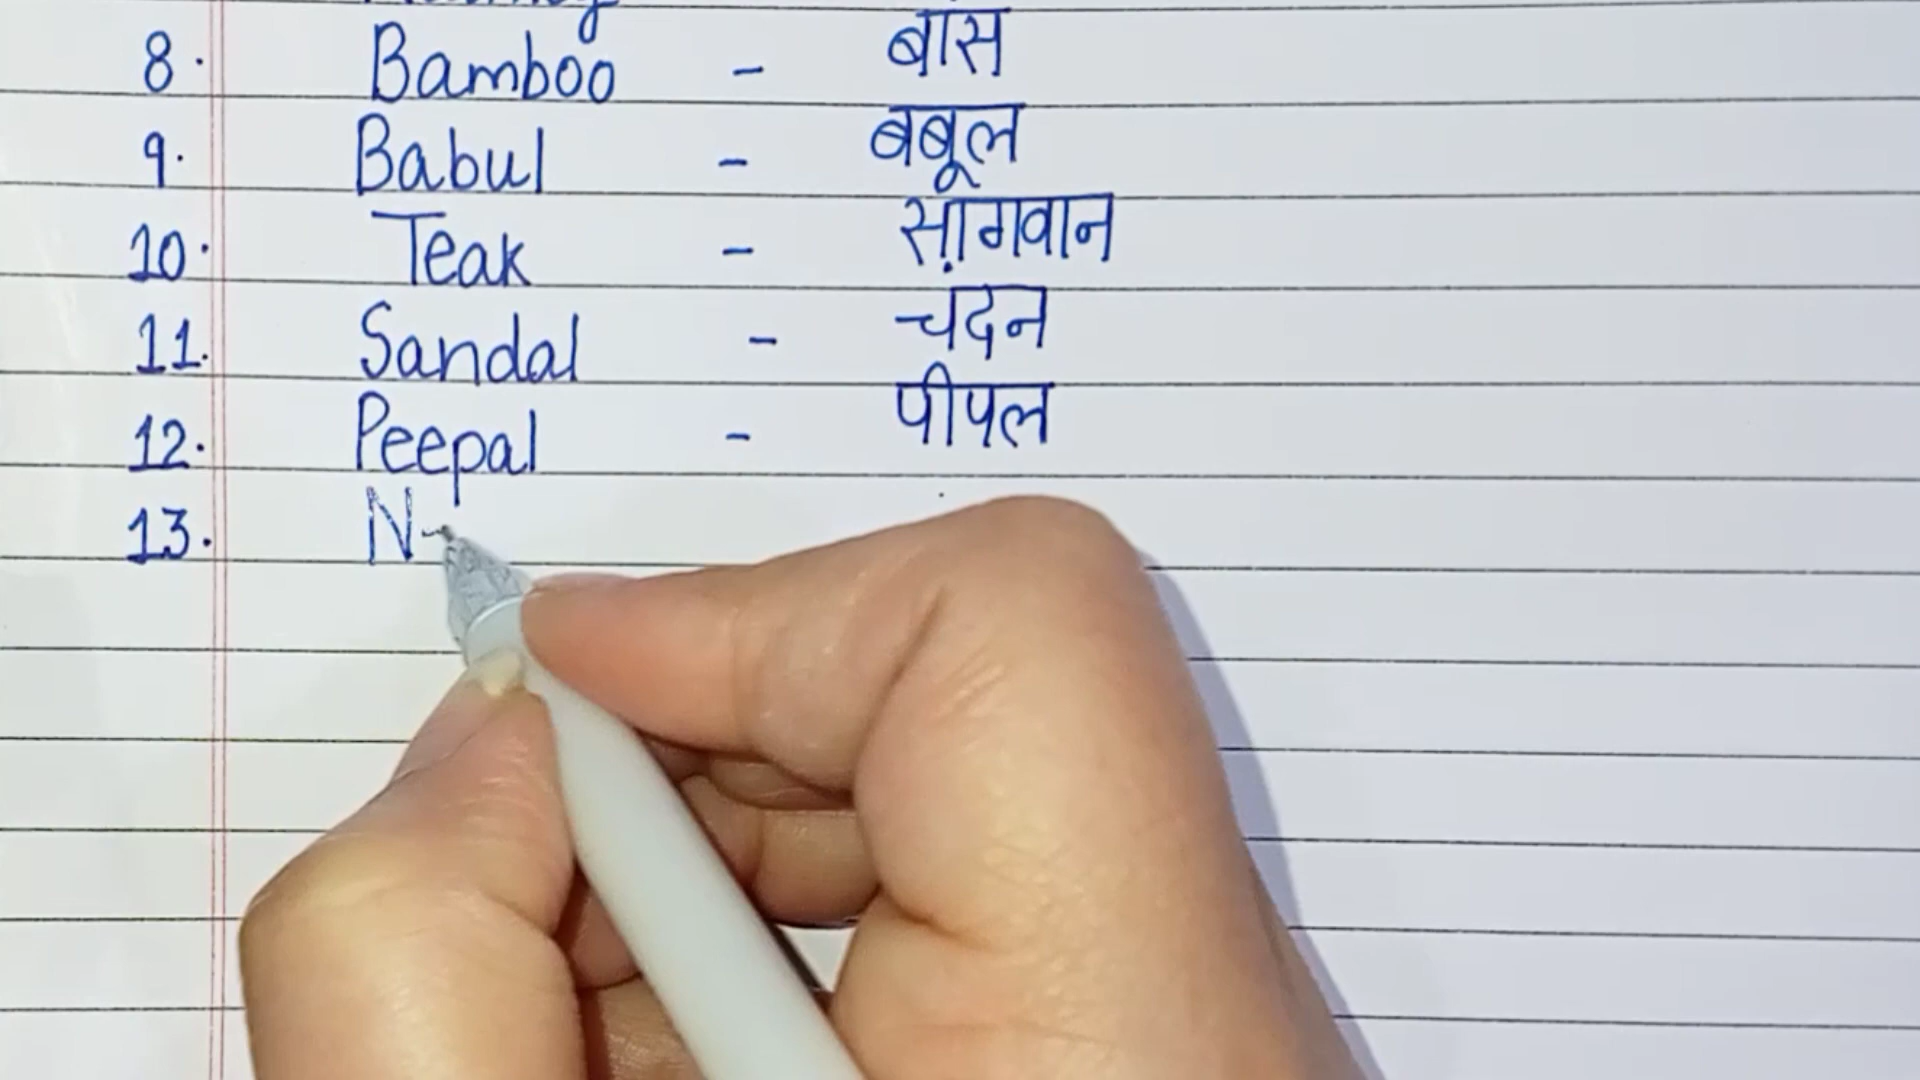 8. Bamboo - बांस
9. Babul - बबूल
10. Teak - सा़गवान
11. Sandal - चंदन
12. Peepal - पीपल
13. N